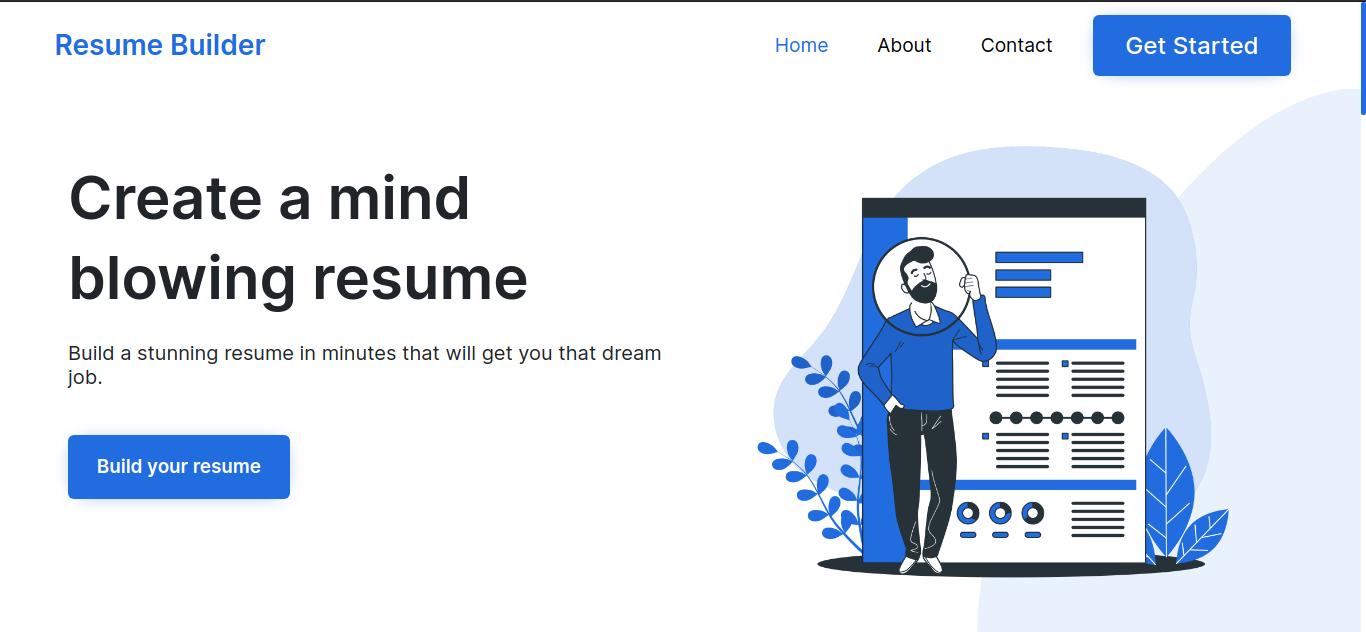 Resume Builder
Home
About
Contact
Get Started
Create a mind
blowing resume
Build a stunning resume in minutes that will get you that dream
job.
Build your resume